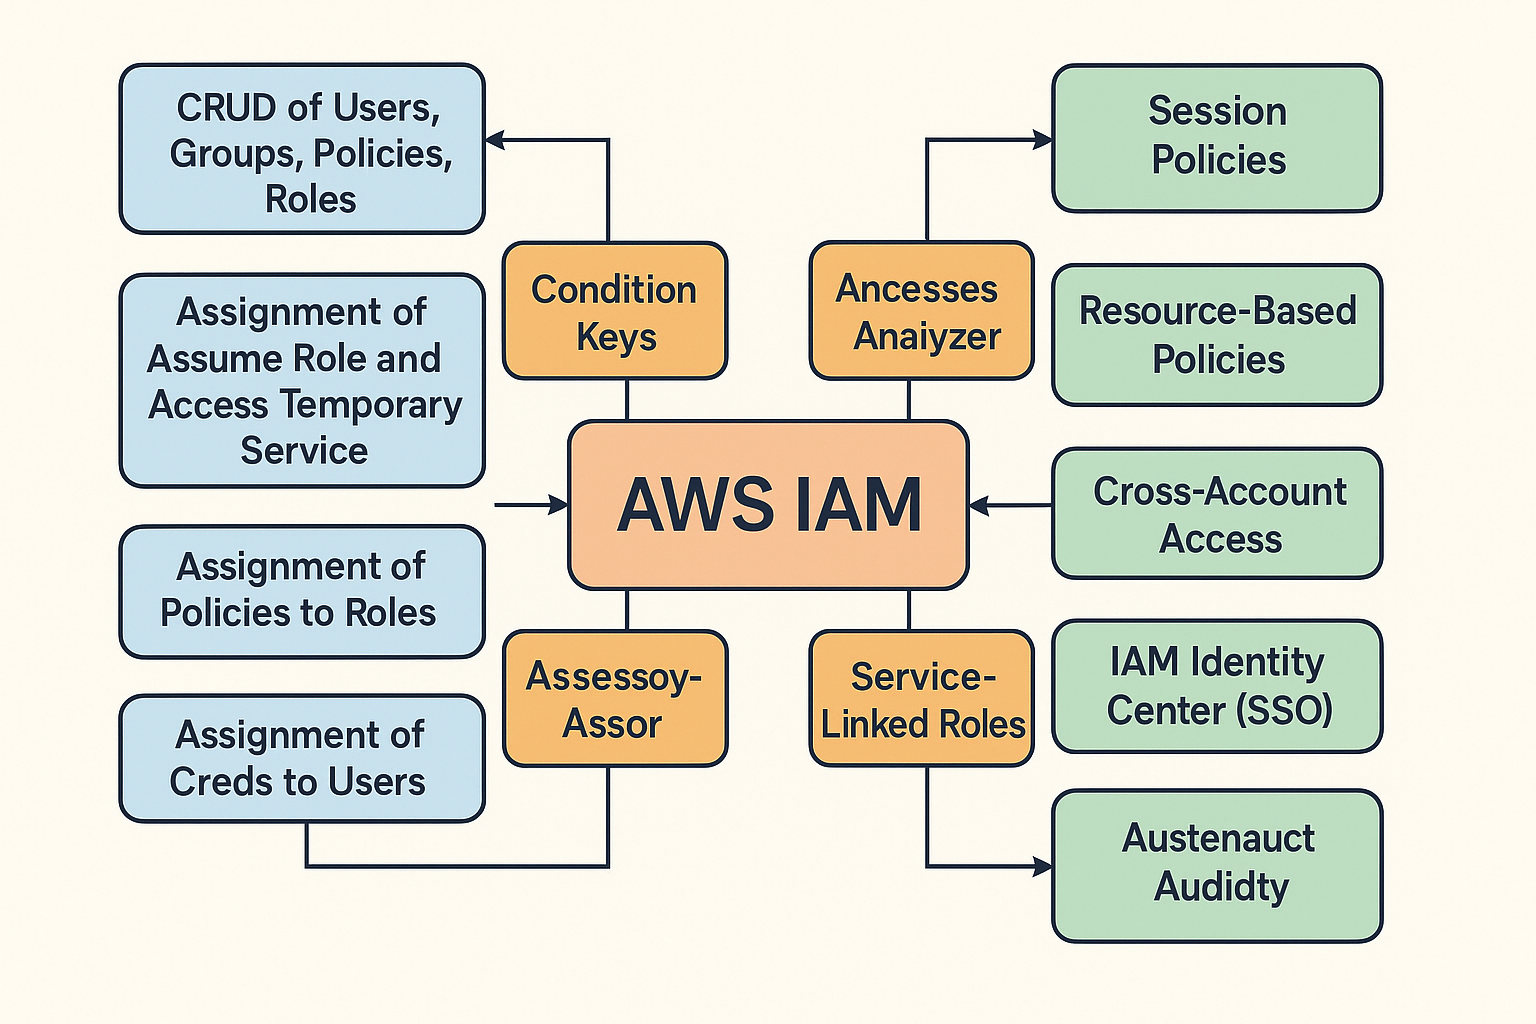 CRUD of Users,
Groups, Policies,
Roles
Assignment of
Assume Role and
Access Temporary
Service
Assignment of
Policies to Roles
Assignment of
Creds to Users
Condition
Keys
Ancesses
Anaiyzer
AWS IAM
Assessoy-
Assor
Service-
Linked Roles
Session
Policies
Resource-Based
Policies
Cross-Account
Access
IAM Identity
Center (SSO)
Austenauct
Audidty